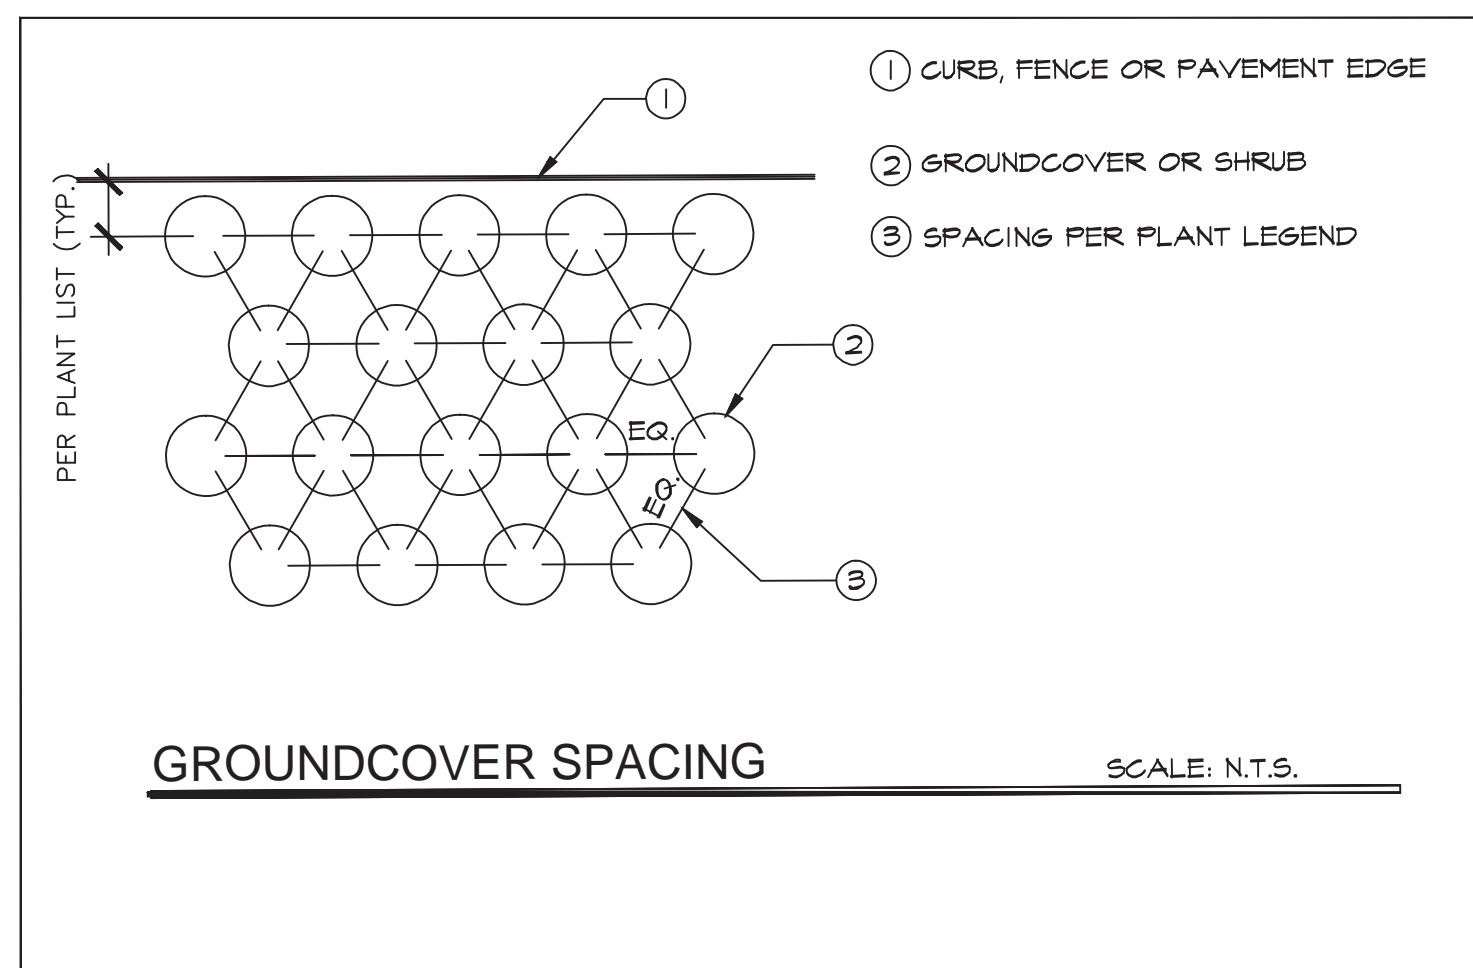 1 CURB, FENCE OR PAVEMENT EDGE
1
2 GROUNDCOVER OR SHRUB
3 SPACING PER PLANT LEGEND
PER PLANT LIST (TYP.)
2
EQ.
EQ.
3
GROUNDCOVER SPACING
SCALE: N.T.S.